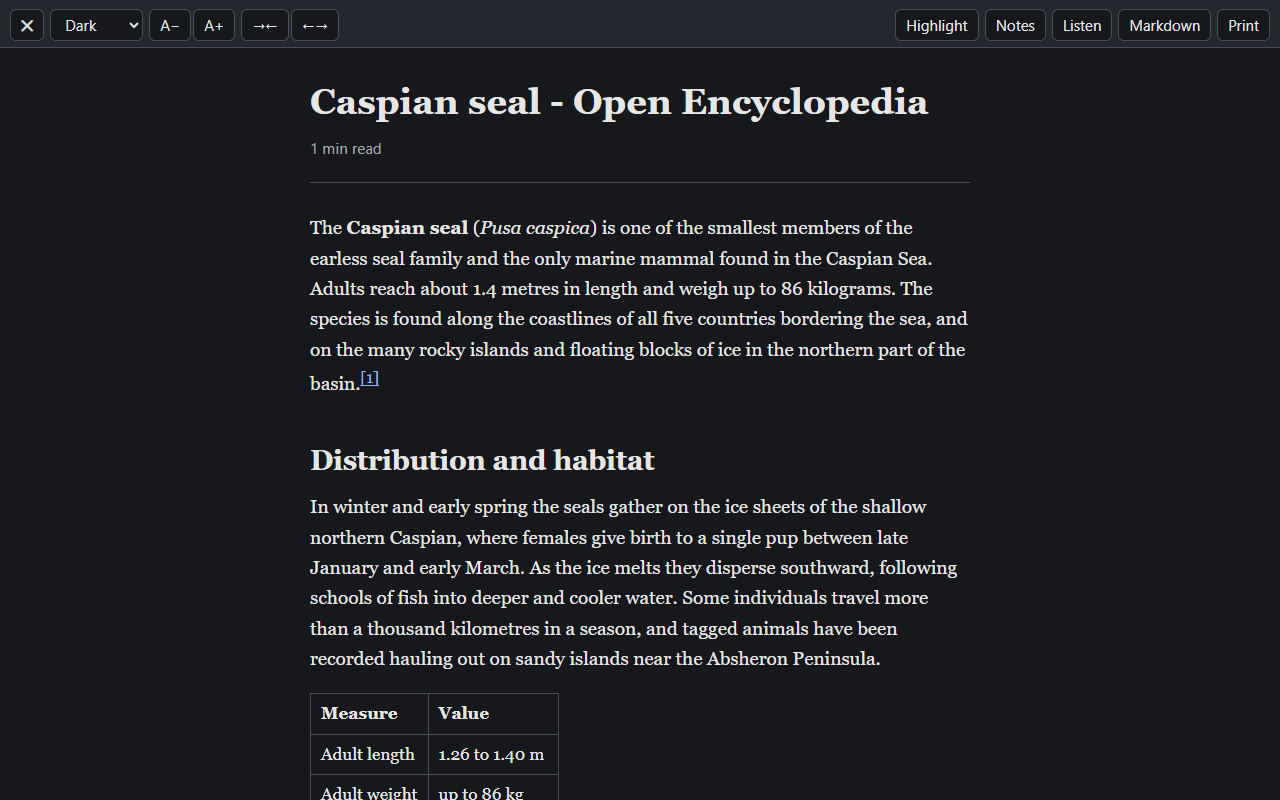 ✕ Dark A− A+ →← ←→ Highlight Notes Listen Markdown Print
Caspian seal - Open Encyclopedia
1 min read
The Caspian seal (Pusa caspica) is one of the smallest members of the
earless seal family and the only marine mammal found in the Caspian Sea.
Adults reach about 1.4 metres in length and weigh up to 86 kilograms. The
species is found along the coastlines of all five countries bordering the sea, and
on the many rocky islands and floating blocks of ice in the northern part of the
basin.[1]
Distribution and habitat
In winter and early spring the seals gather on the ice sheets of the shallow
northern Caspian, where females give birth to a single pup between late
January and early March. As the ice melts they disperse southward, following
schools of fish into deeper and cooler water. Some individuals travel more
than a thousand kilometres in a season, and tagged animals have been
recorded hauling out on sandy islands near the Absheron Peninsula.
Measure Value
Adult length 1.26 to 1.40 m
Adult weight up to 86 kg